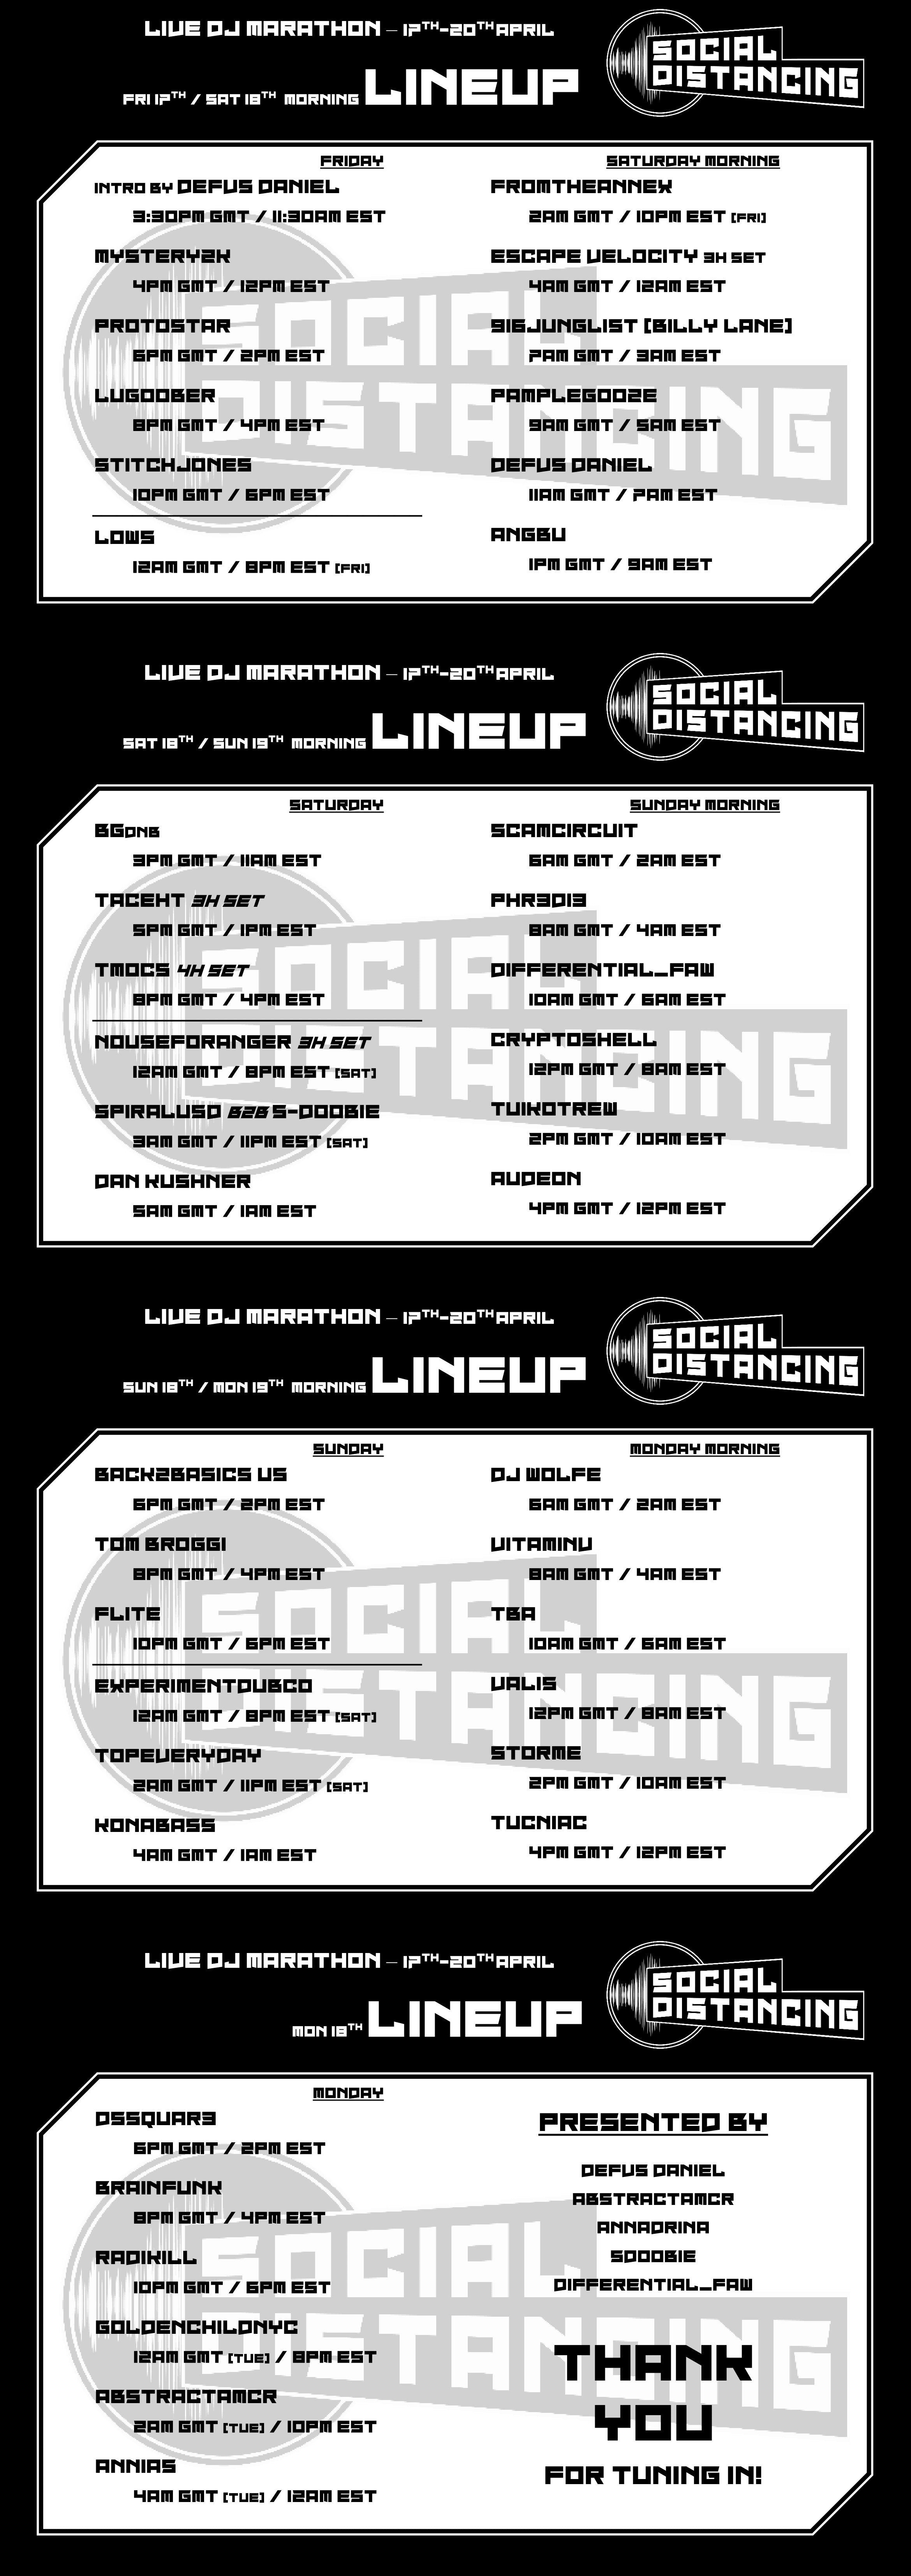 LIVE DJ MARATHON – 17TH-20TH APRIL
FRI 17TH / SAT 18TH MORNING LINEUP
SOCIAL
DISTANCING
FRIDAY
INTRO BY DEFUS DANIEL
3:30PM GMT / 11:30AM EST
MYSTERY2K
4PM GMT / 12PM EST
PROTOSTAR
6PM GMT / 2PM EST
LUGOOBER
8PM GMT / 4PM EST
STITCHJONES
10PM GMT / 6PM EST
LOWS
12AM GMT / 8PM EST [FRI]
SATURDAY MORNING
FROMTHEANNEX
2AM GMT / 10PM EST [FRI]
ESCAPE VELOCITY 3H SET
4AM GMT / 12AM EST
916JUNGLIST [BILLY LANE]
7AM GMT / 3AM EST
PAMPLEGOOZE
9AM GMT / 5AM EST
DEFUS DANIEL
11AM GMT / 7AM EST
ANGBU
1PM GMT / 9AM EST
SOCIAL
DISTANCING
LIVE DJ MARATHON – 17TH-20TH APRIL
SAT 18TH / SUN 19TH MORNING LINEUP
SOCIAL
DISTANCING
SATURDAY
BGDNB
3PM GMT / 11AM EST
TACEHT 3H SET
5PM GMT / 1PM EST
TMOCS 4H SET
8PM GMT / 4PM EST
NOUSEFORANGER 3H SET
12AM GMT / 8PM EST [SAT]
SPIRALUSD B2B S-DOOBIE
3AM GMT / 11PM EST [SAT]
DAN KUSHNER
5AM GMT / 1AM EST
SUNDAY MORNING
SCAMCIRCUIT
6AM GMT / 2AM EST
PHR3DI3
8AM GMT / 4AM EST
DIFFERENTIAL_FAW
10AM GMT / 6AM EST
CRYPTOSHELL
12PM GMT / 8AM EST
TUIKOTREW
2PM GMT / 10AM EST
AUDEON
4PM GMT / 12PM EST
SOCIAL
DISTANCING
LIVE DJ MARATHON – 17TH-20TH APRIL
SUN 18TH / MON 19TH MORNING LINEUP
SOCIAL
DISTANCING
SUNDAY
BACK2BASICS US
6PM GMT / 2PM EST
TOM BROGGI
8PM GMT / 4PM EST
FLITE
10PM GMT / 6PM EST
EXPERIMENTDUBCO
12AM GMT / 8PM EST [SAT]
TOPEVERYDAY
2AM GMT / 11PM EST [SAT]
KONABASS
4AM GMT / 1AM EST
MONDAY MORNING
DJ WOLFE
6AM GMT / 2AM EST
VITAMINV
8AM GMT / 4AM EST
TBA
10AM GMT / 6AM EST
VALIS
12PM GMT / 8AM EST
STORME
2PM GMT / 10AM EST
TUCNIAC
4PM GMT / 12PM EST
SOCIAL
DISTANCING
LIVE DJ MARATHON – 17TH-20TH APRIL
MON 18TH LINEUP
SOCIAL
DISTANCING
MONDAY
DSSQUAR3
6PM GMT / 2PM EST
BRAINFUNK
8PM GMT / 4PM EST
RADIKILL
10PM GMT / 6PM EST
GOLDENCHILDNYC
12AM GMT [TUE] / 8PM EST
ABSTRACTAMCR
2AM GMT [TUE] / 10PM EST
ANNIAS
4AM GMT [TUE] / 12AM EST
PRESENTED BY
DEFUS DANIEL
ABSTRACTAMCR
ANNADRINA
SDOOBIE
DIFFERENTIAL_FAW
THANK
YOU
FOR TUNING IN!
SOCIAL
DISTANCING